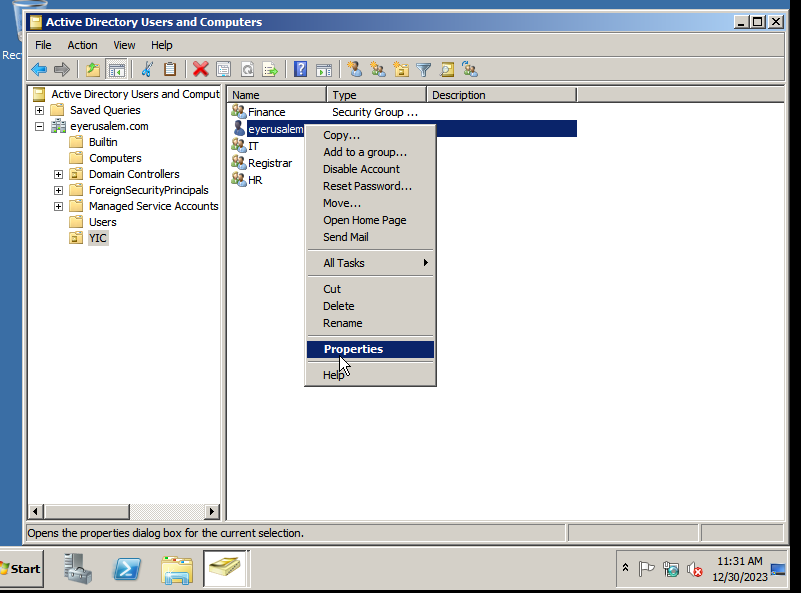 Rec
Active Directory Users and Computers
File Action View Help
Active Directory Users and Comput
Saved Queries
eyerusalem.com
Builtin
Computers
Domain Controllers
ForeignSecurityPrincipals
Managed Service Accounts
Users
YIC
Name Type Description
Finance Security Group ...
eyerusalem
IT
Registrar
HR
Copy...
Add to a group...
Disable Account
Reset Password...
Move...
Open Home Page
Send Mail
All Tasks
Cut
Delete
Rename
Properties
Help
Opens the properties dialog box for the current selection.
Start
11:31 AM
12/30/2023